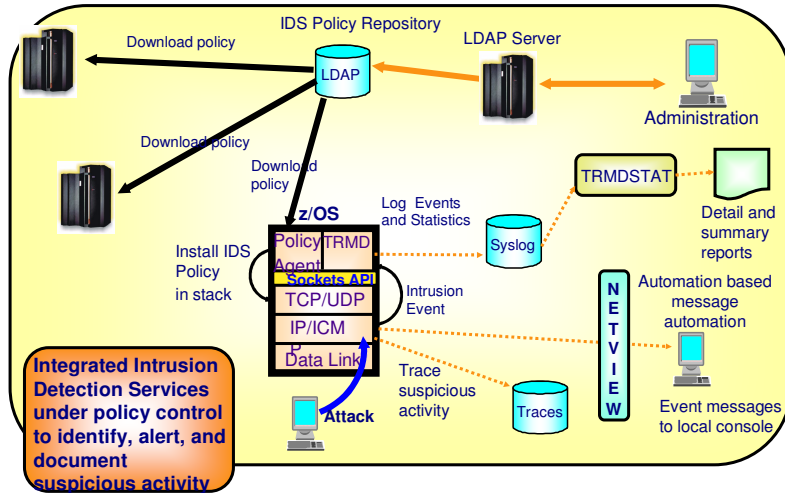 IDS Policy Repository
LDAP Server
Download policy
LDAP
Administration
Download policy
Download
policy
TRMDSTAT
z/OS
Log Events
and Statistics
Detail and
summary
reports
Policy
Agent
TRMD
Syslog
Install IDS
Policy
in stack
Sockets API
TCP/UDP
IP/ICM
P
Data Link
Intrusion
Event
NETVIEW
Automation based
message
automation
Integrated Intrusion
Detection Services
under policy control
to identify, alert, and
document
suspicious activity
Trace
suspicious
activity
Attack
Traces
Event messages
to local console